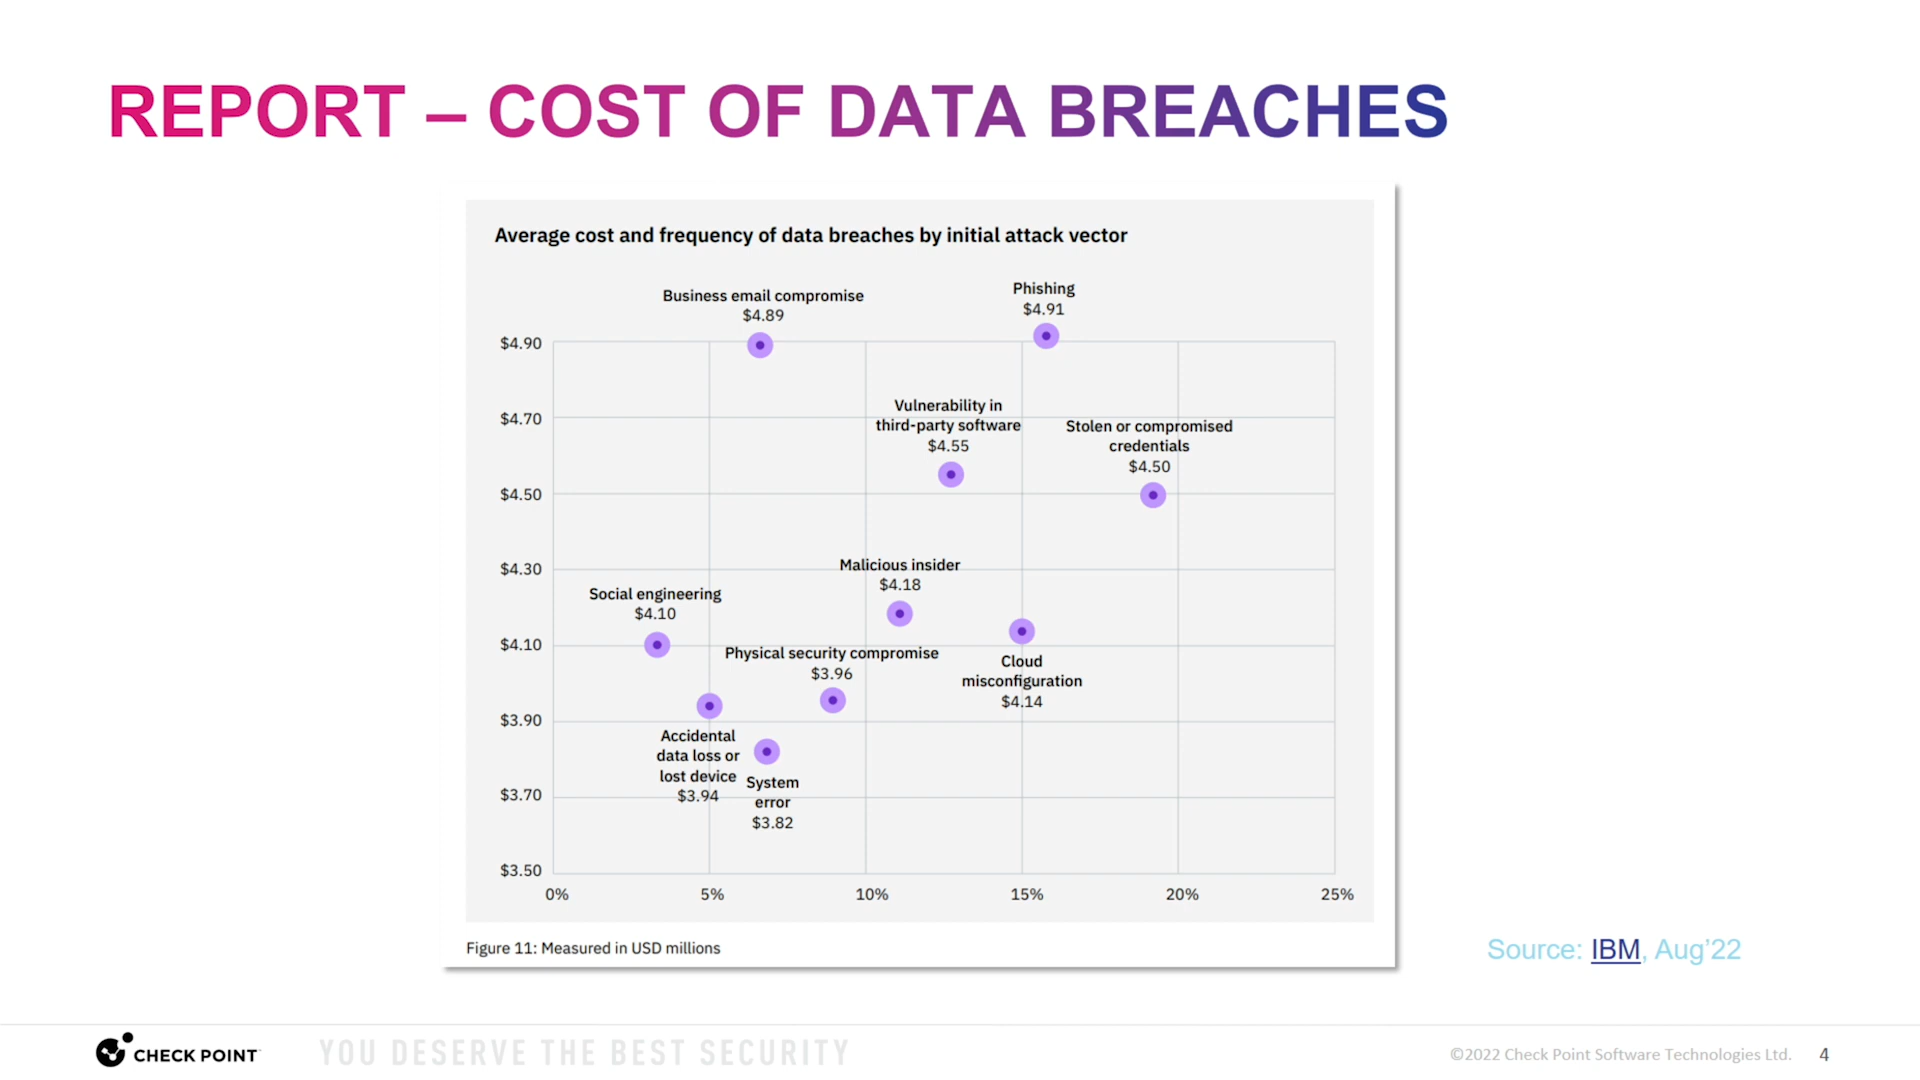 REPORT – COST OF DATA BREACHES
Average cost and frequency of data breaches by initial attack vector
Business email compromise
$4.89
Phishing
$4.91
$4.90
Vulnerability in
third-party software
$4.55
Stolen or compromised
credentials
$4.50
$4.70
$4.50
Malicious insider
$4.18
$4.30
Social engineering
$4.10
$4.10
Physical security compromise
$3.96
Cloud
misconfiguration
$4.14
$3.90
Accidental
data loss or
lost device
$3.94
System
error
$3.82
$3.70
$3.50
0%
5%
10%
15%
20%
25%
Figure 11: Measured in USD millions
Source: IBM, Aug’22
CHECK POINT
YOU DESERVE THE BEST SECURITY
©2022 Check Point Software Technologies Ltd.
4